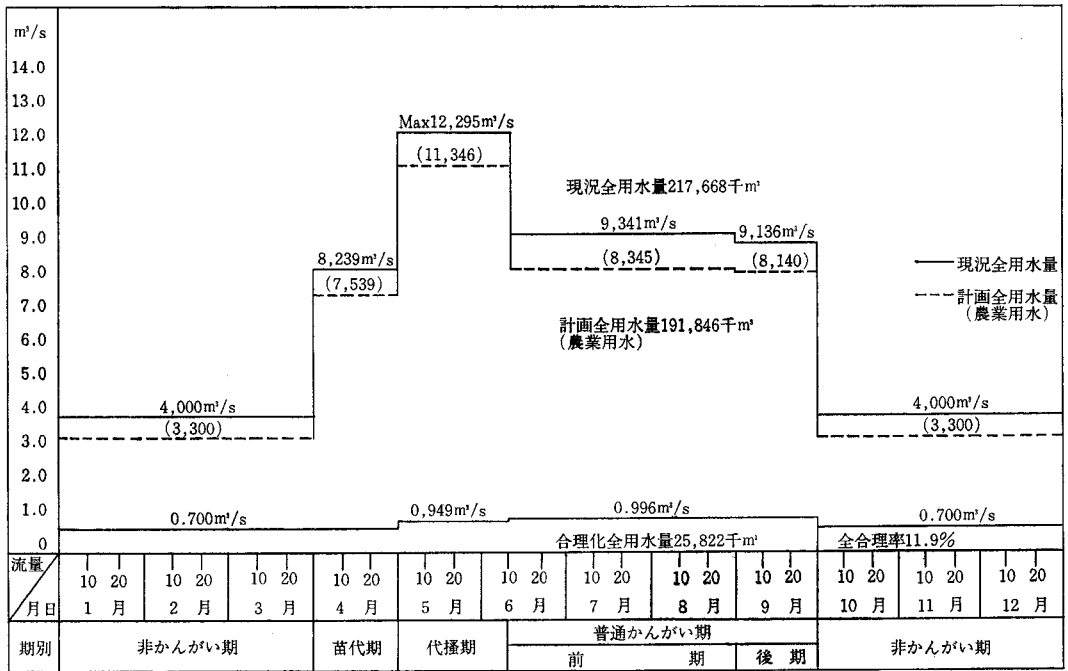 m³/s
14.0
13.0
12.0
11.0
10.0
9.0
8.0
7.0
6.0
5.0
4.0
3.0
2.0
1.0
0
Max12,295m³/s
(11,346)
現況全用水量217,668千m³
9,341m³/s
9,136m³/s
8,239m³/s
(8,345)
(8,140)
(7,539)
現況全用水量
計画全用水量
(農業用水)
計画全用水量191,846千m³
(農業用水)
4,000m³/s
(3,300)
4,000m³/s
(3,300)
0.700m³/s
0,949m³/s
0.996m³/s
0.700m³/s
合理化全用水量25,822千m³
全合理率11.9%
流量
月日
10 20 10 20 10 20 10 20 10 20 10 20 10 20 10 20 10 20 10 20 10 20 10 20
1月 2月 3月 4月 5月 6月 7月 8月 9月 10月 11月 12月
期別 非かんがい期 苗代期 代掻期 普通かんがい期 非かんがい期
前期 後期